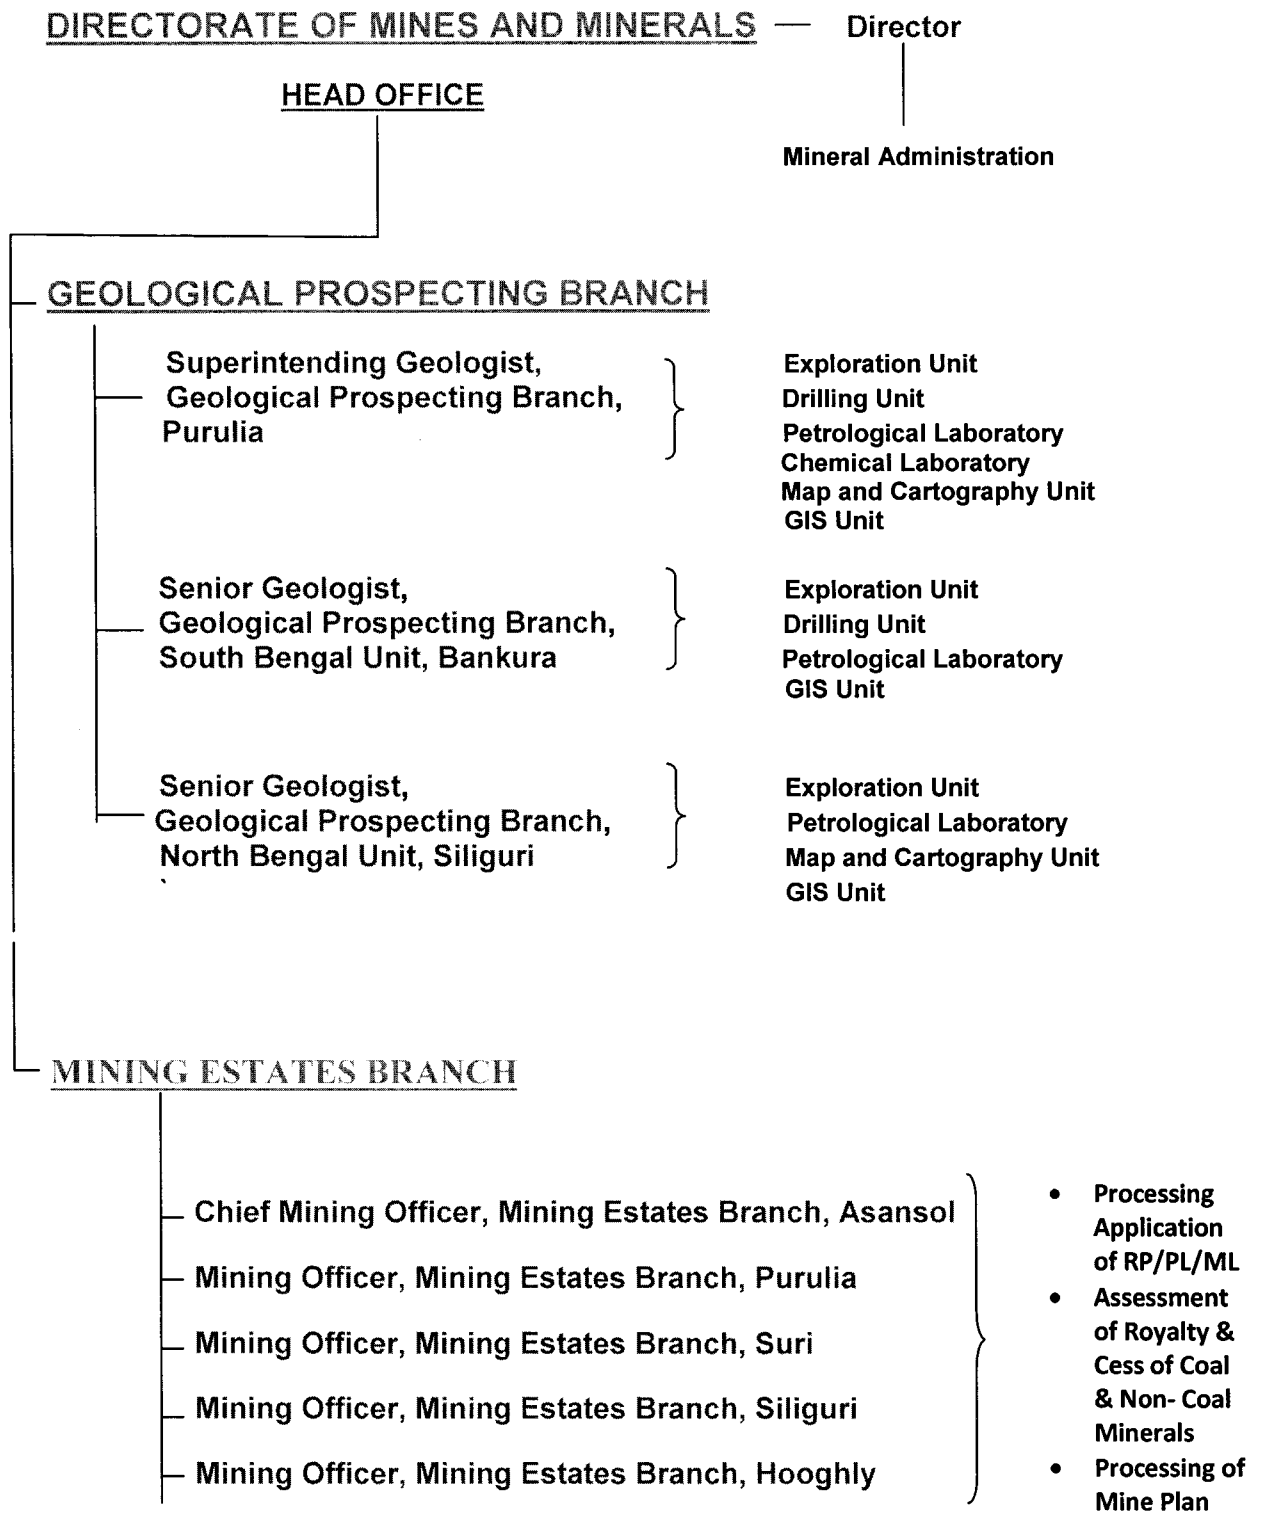 DIRECTORATE OF MINES AND MINERALS — Director
HEAD OFFICE
Mineral Administration
GEOLOGICAL PROSPECTING BRANCH
Superintending Geologist,
Geological Prospecting Branch,
Purulia
Exploration Unit
Drilling Unit
Petrological Laboratory
Chemical Laboratory
Map and Cartography Unit
GIS Unit
Senior Geologist,
Geological Prospecting Branch,
South Bengal Unit, Bankura
Exploration Unit
Drilling Unit
Petrological Laboratory
GIS Unit
Senior Geologist,
Geological Prospecting Branch,
North Bengal Unit, Siliguri
Exploration Unit
Petrological Laboratory
Map and Cartography Unit
GIS Unit
MINING ESTATES BRANCH
Chief Mining Officer, Mining Estates Branch, Asansol
Mining Officer, Mining Estates Branch, Purulia
Mining Officer, Mining Estates Branch, Suri
Mining Officer, Mining Estates Branch, Siliguri
Mining Officer, Mining Estates Branch, Hooghly
• Processing
Application
of RP/PL/ML
• Assessment
of Royalty &
Cess of Coal
& Non- Coal
Minerals
• Processing of
Mine Plan